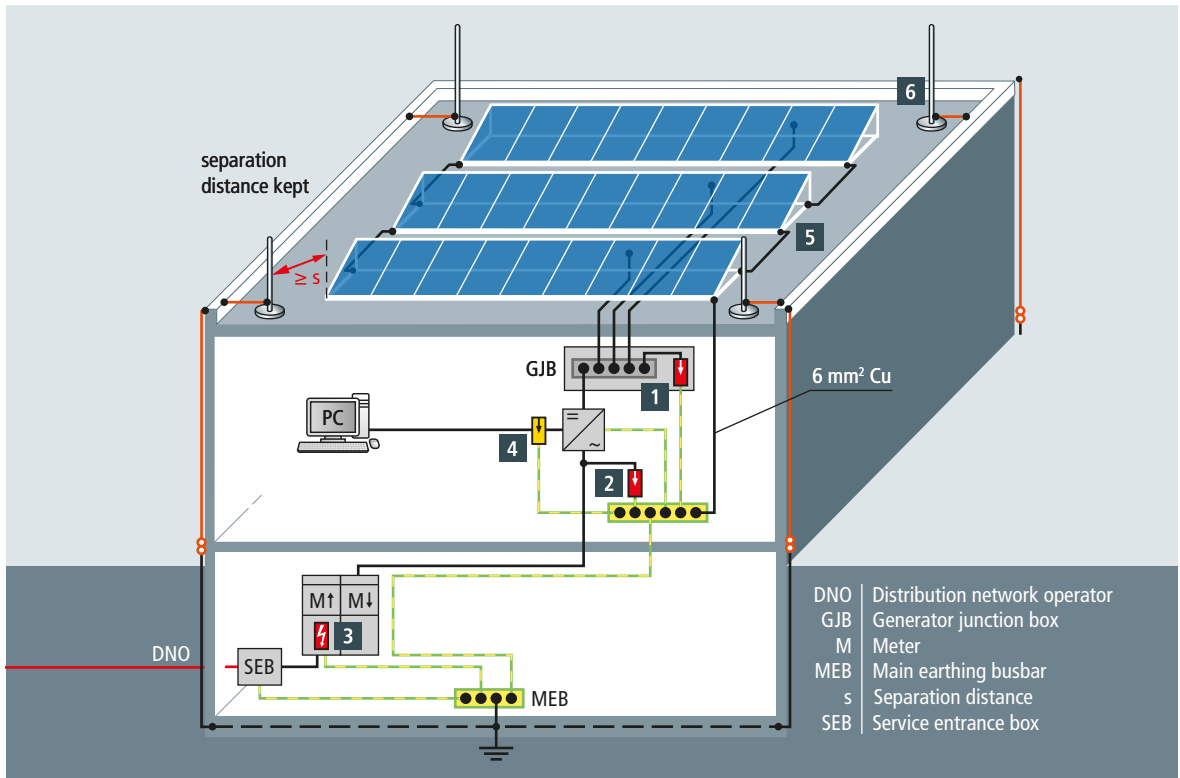 6
separation
distance kept
≥ s
5
GJB
1
6 mm² Cu
PC
4
=
~
2
M↑ M↓
3
DNO
SEB
MEB
DNO Distribution network operator
GJB Generator junction box
M Meter
MEB Main earthing busbar
s Separation distance
SEB Service entrance box